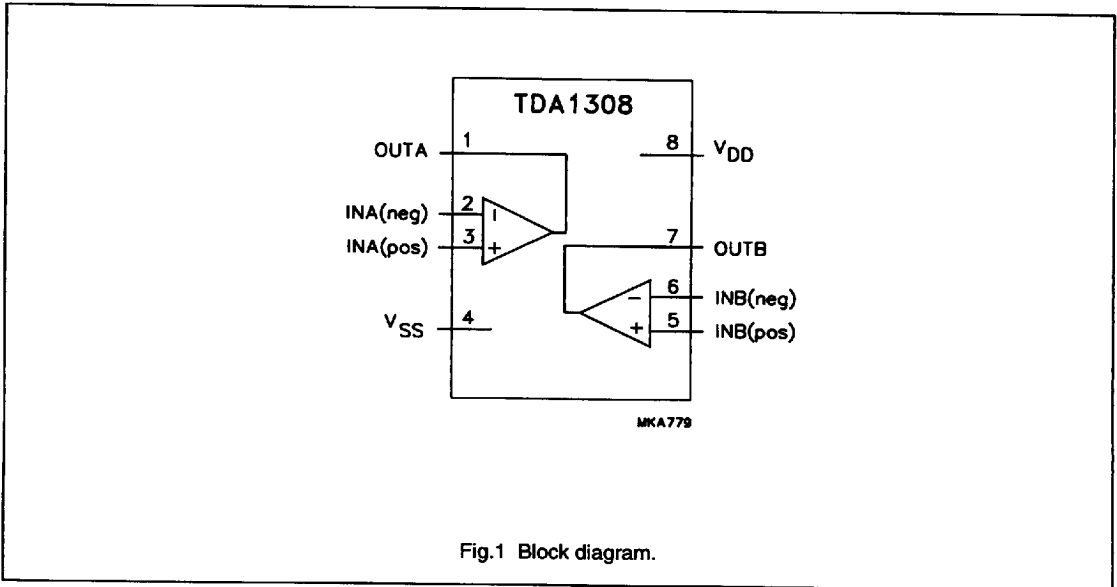 TDA1308
OUTA 1
8 VDD
INA(neg) 2 −
INA(pos) 3 +
7 OUTB
− 6 INB(neg)
+ 5 INB(pos)
VSS 4
MKA779
Fig.1 Block diagram.